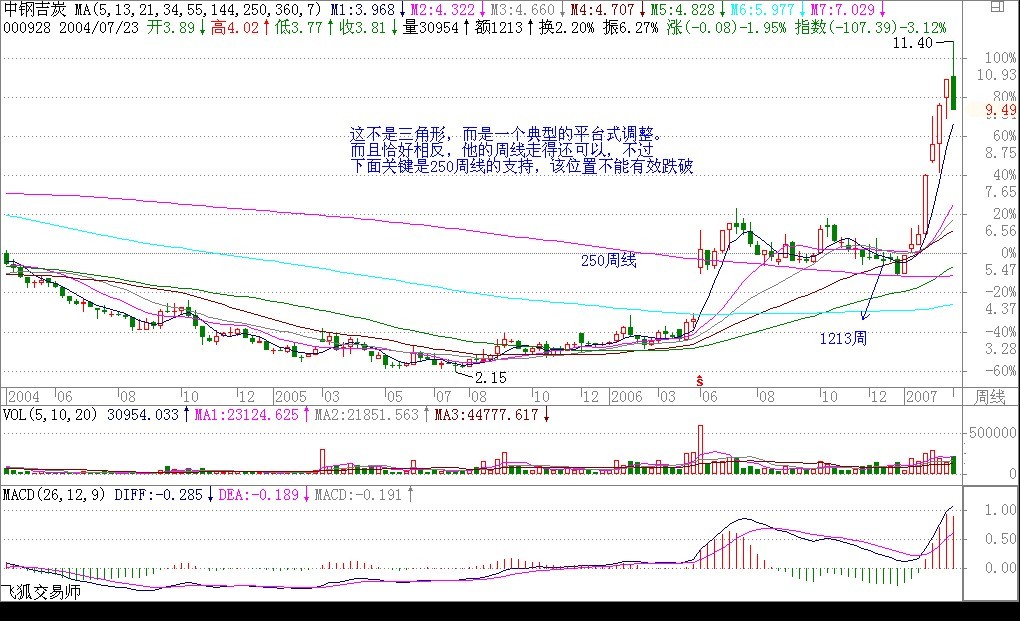 中钢吉炭 MA(5,13,21,34,55,144,250,360,7) M1:3.968↓M2:4.322↓M3:4.660↓M4:4.707↓M5:4.828↓M6:5.977↓M7:7.029↓
000928 2004/07/23 开3.89↓高4.02↑低3.77↑收3.81↓量30954↑额1213↑换2.20% 振6.27% 涨(-0.08)-1.95% 指数(-107.39)-3.12%
11.40
100%
10.93
80%
9.49
60%
8.75
40%
7.65
20%
6.56
0%
5.47
-20%
4.37
-40%
3.28
-60%
这不是三角形，而是一个典型的平台式调整。
而且恰好相反，他的周线走得还可以，不过
下面关键是250周线的支持，该位置不能有效跌破
250周线
1213周
2.15
ŝ
2004 06 08 10 12 2005 03 05 07 08 10 12 2006 03 06 08 10 12 2007 周线
VOL(5,10,20) 30954.033↑MA1:23124.625↑MA2:21851.563↑MA3:44777.617↓
500000
0
MACD(26,12,9) DIFF:-0.285↓DEA:-0.189↓MACD:-0.191↑
1.00
0.50
0.00
飞狐交易师